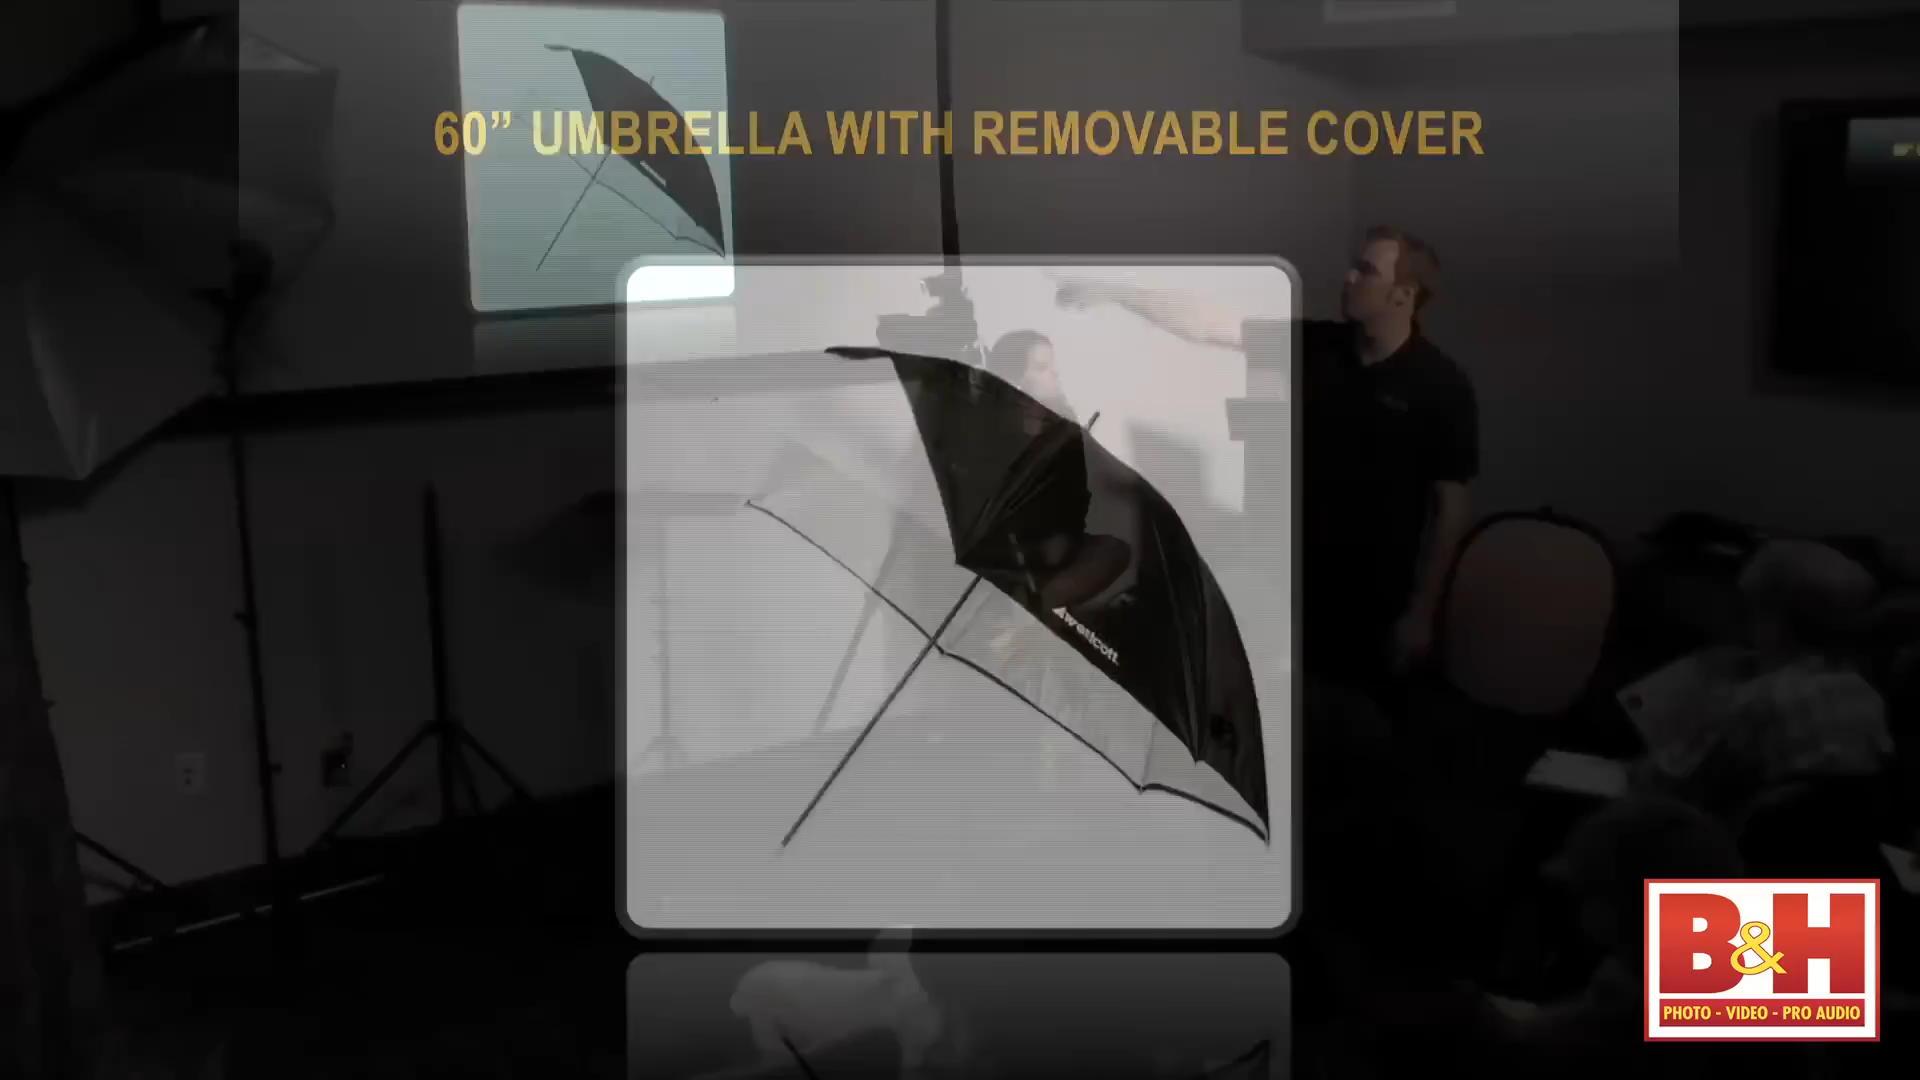 60” UMBRELLA WITH REMOVABLE COVER
westcott
B&H
PHOTO - VIDEO - PRO AUDIO